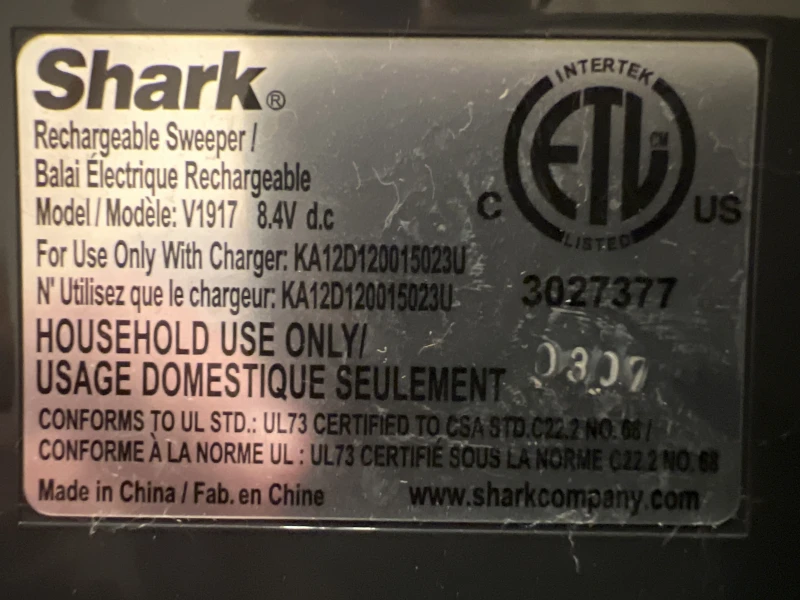 Shark®
Rechargeable Sweeper /
Balai Électrique Rechargeable
Model / Modèle: V1917 8.4V d.c
For Use Only With Charger: KA12D120015023U
N' Utilisez que le chargeur: KA12D120015023U
HOUSEHOLD USE ONLY/
USAGE DOMESTIQUE SEULEMENT
CONFORMS TO UL STD.: UL73 CERTIFIED TO CSA STD.C22.2 NO. 68 /
CONFORME À LA NORME UL : UL73 CERTIFIÉ SOUS LA NORME C22.2 NO. 68
Made in China / Fab. en Chine
www.sharkcompany.com
INTERTEK
ETL CM
C US
LISTED
3027377
0307